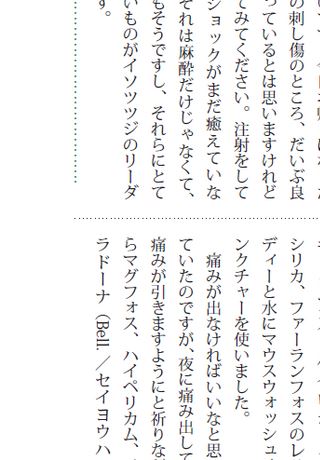 の刺し傷のところ、だいぶ良
っているとは思いますけれど
てみてください。注射をして
ショックがまだ癒えていな
それは麻酔だけじゃなくて、
もそうですし、それらにとて
いものがイソツツジのリーダ
す。
シリカ、ファーランフォスのレ
ディーと水にマウスウォッシュ
ンクチャーを使いました。
痛みが出なければいいなと思
ていたのですが、夜に痛み出して
痛みが引きますようにと祈りな
らマグフォス、ハイペリカム、
ラドーナ（Bell.／セイヨウハ